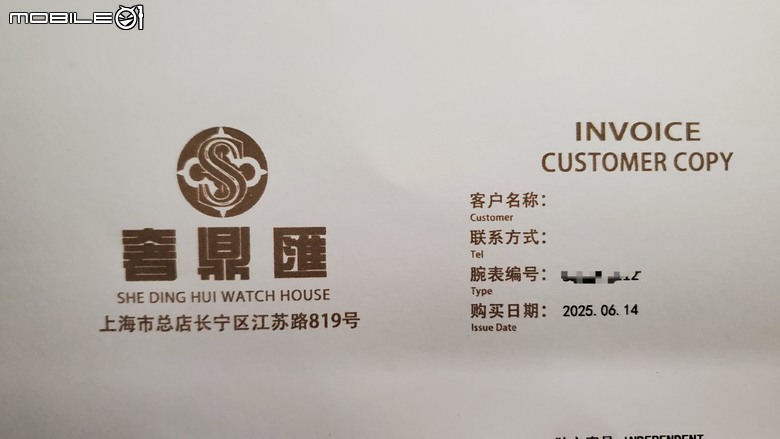 MOBILE01
INVOICE
CUSTOMER COPY
奢鼎匯
SHE DING HUI WATCH HOUSE
上海市总店长宁区江苏路819号
客户名称：
Customer
联系方式：
Tel
腕表编号：
Type
购买日期： 2025.06.14
Issue Date
INDEPENDENT